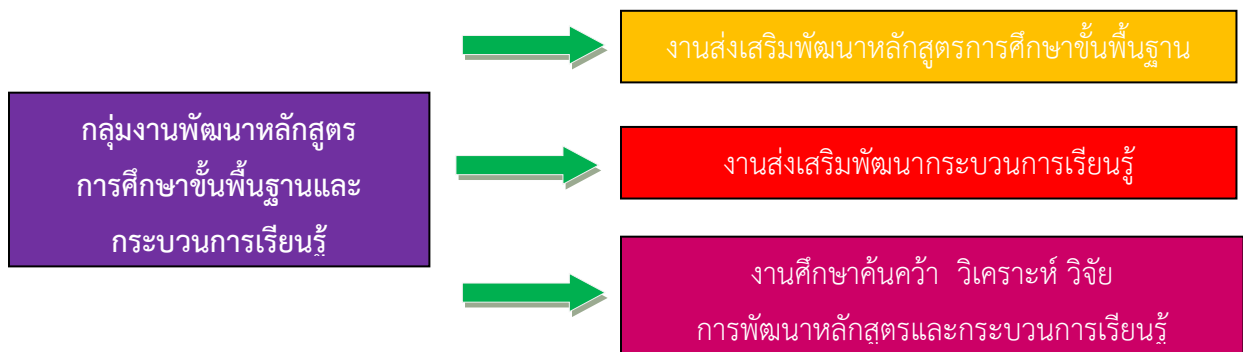 งานส่งเสริมพัฒนาหลักสูตรการศึกษาขั้นพื้นฐาน
กลุ่มงานพัฒนาหลักสูตร
การศึกษาขั้นพื้นฐานและ
กระบวนการเรียนรู้
งานส่งเสริมพัฒนากระบวนการเรียนรู้
งานศึกษาค้นคว้า วิเคราะห์ วิจัย
การพัฒนาหลักสูตรและกระบวนการเรียนรู้